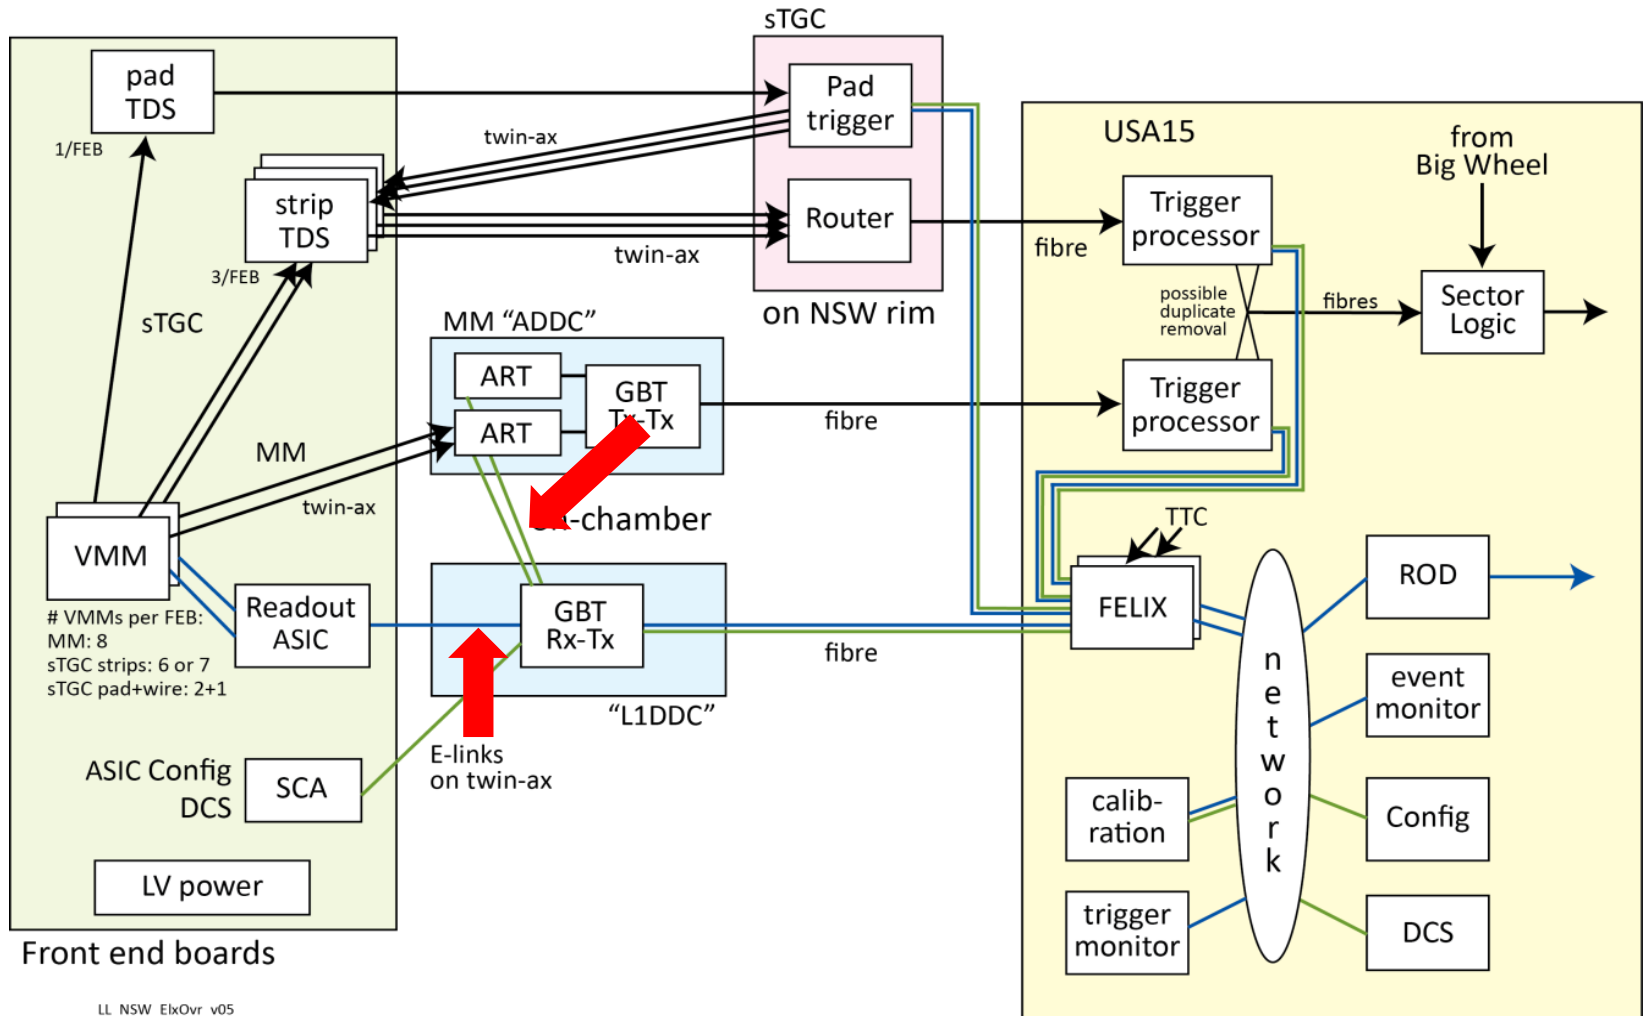 sTGC
pad
TDS
1/FEB
Pad
trigger
twin-ax
strip
TDS
3/FEB
Router
twin-ax
on NSW rim
sTGC
USA15
from
Big Wheel
Trigger
processor
fibre
possible
duplicate
removal
fibres
Sector
Logic
MM “ADDC”
ART
ART
GBT
Tx-Tx
fibre
Trigger
processor
MM
twin-ax
-chamber
VMM
# VMMs per FEB:
MM: 8
sTGC strips: 6 or 7
sTGC pad+wire: 2+1
Readout
ASIC
GBT
Rx-Tx
“L1DDC”
fibre
E-links
on twin-ax
TTC
FELIX
network
ROD
event
monitor
calib-
ration
Config
trigger
monitor
DCS
ASIC Config
DCS
SCA
LV power
Front end boards
LL_NSW_ElxOvr_v05